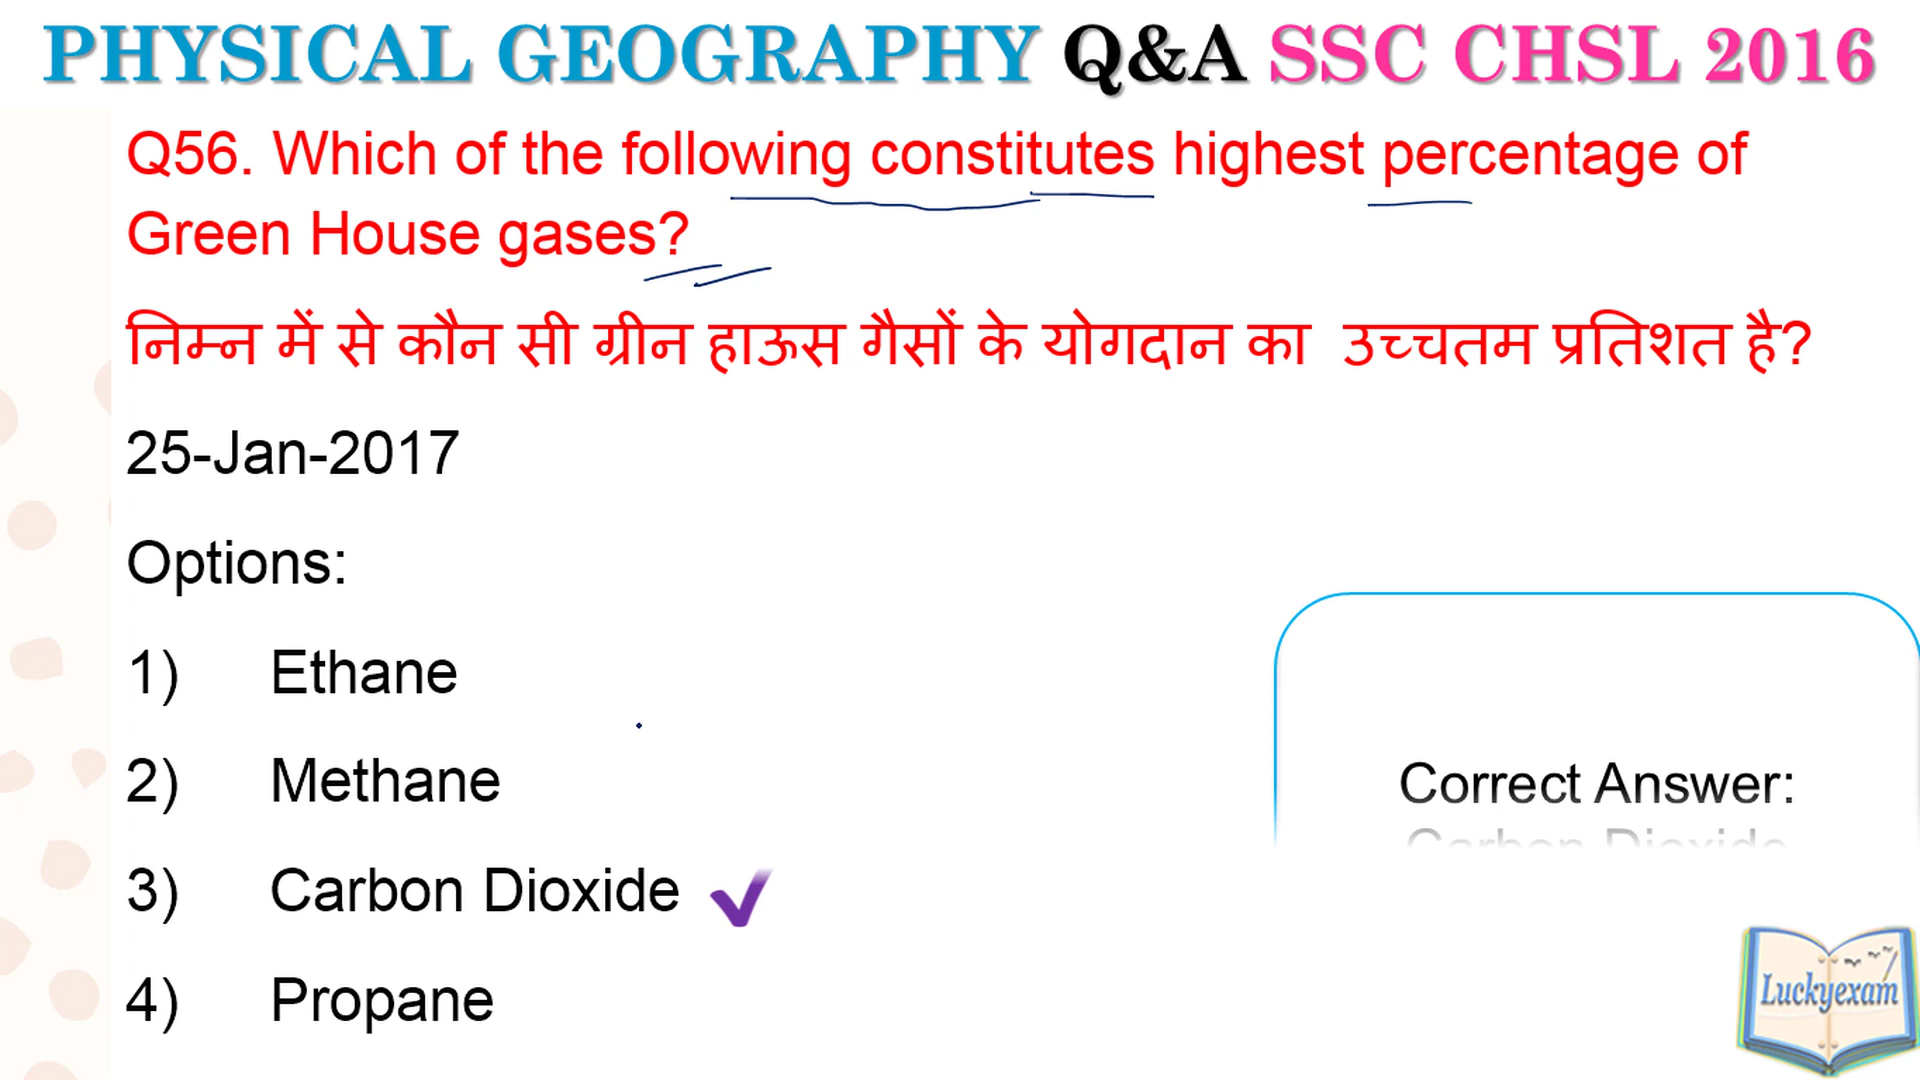 PHYSICAL GEOGRAPHY Q&A SSC CHSL 2016
Q56. Which of the following constitutes highest percentage of
Green House gases?
निम्न में से कौन सी ग्रीन हाऊस गैसों के योगदान का उच्चतम प्रतिशत है?
25-Jan-2017
Options:
1) Ethane
2) Methane
3) Carbon Dioxide
4) Propane
Correct Answer:
Carbon Dioxide
Luckyexam